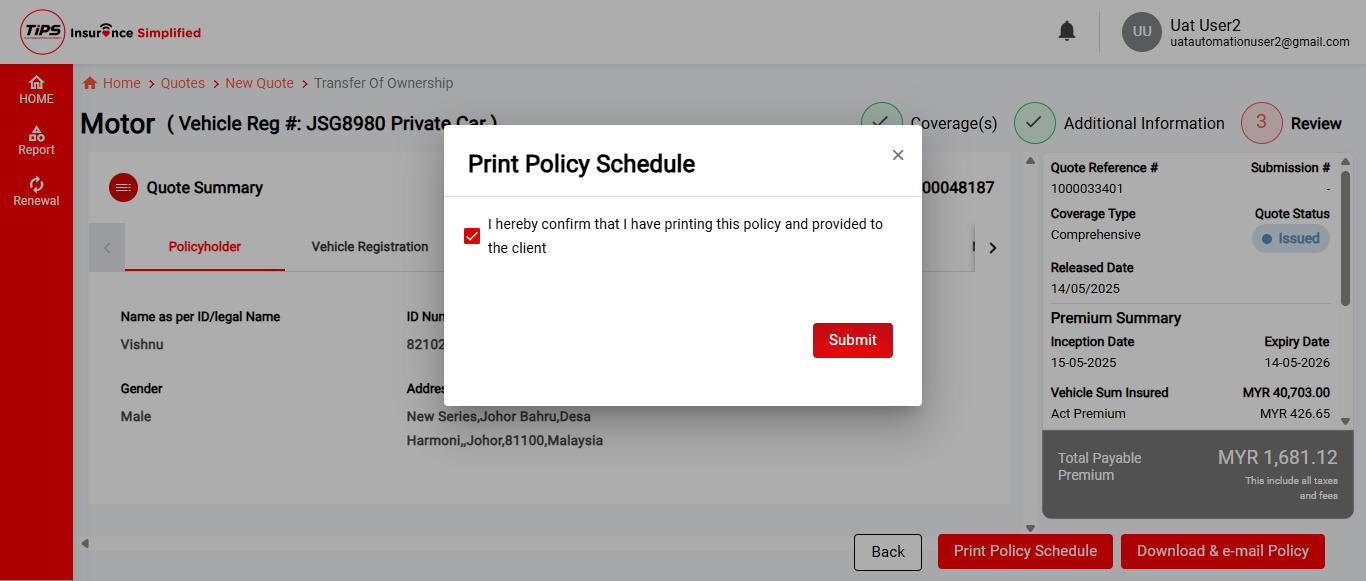 TiPS
Insurance Simplified
UU
Uat User2
uatautomationuser2@gmail.com
HOME
Report
Renewal
Home > Quotes > New Quote > Transfer Of Ownership
Motor ( Vehicle Reg #: JSG8980 Private Car )
Coverage(s)
Additional Information
3
Review
Quote Summary
00048187
Policyholder
Vehicle Registration
Name as per ID/legal Name
Vishnu
ID Num
82102
Gender
Male
Addres
New Series,Johor Bahru,Desa
Harmoni,,Johor,81100,Malaysia
Print Policy Schedule
I hereby confirm that I have printing this policy and provided to
the client
Submit
Quote Reference #
Submission #
1000033401
-
Coverage Type
Quote Status
Comprehensive
Issued
Released Date
14/05/2025
Premium Summary
Inception Date
Expiry Date
15-05-2025
14-05-2026
Vehicle Sum Insured
MYR 40,703.00
Act Premium
MYR 426.65
Total Payable
Premium
MYR 1,681.12
This include all taxes
and fees
Back
Print Policy Schedule
Download & e-mail Policy